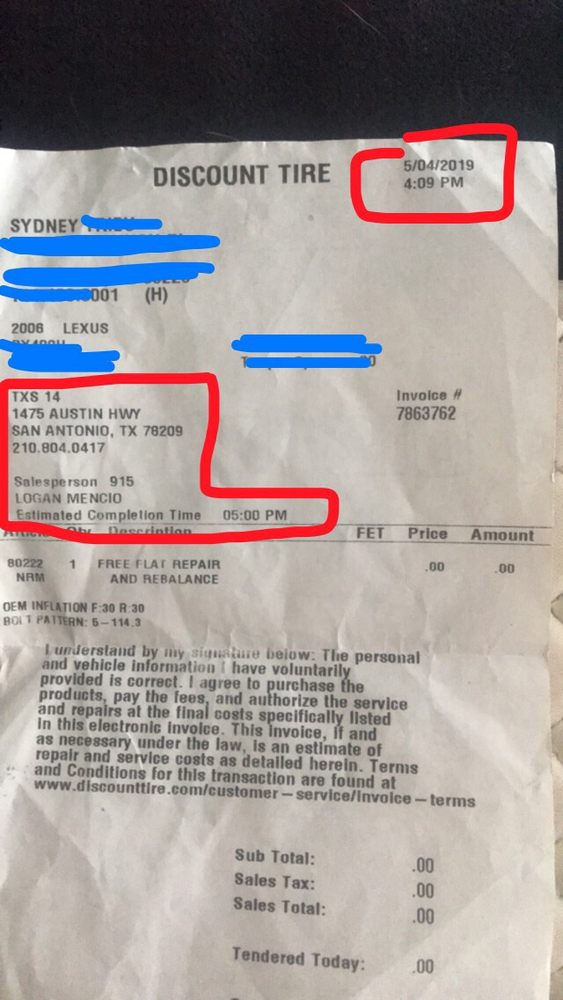 DISCOUNT TIRE
5/04/2019
4:09 PM
SYDNEY
001 (H)
2006 LEXUS
TXS 14
1475 AUSTIN HWY
SAN ANTONIO, TX 78209
210.804.0417
Invoice #
7863762
Salesperson 915
LOGAN MENCIO
Estimated Completion Time 05:00 PM
Article Qty Description FET Price Amount
80222 1 FREE FLAT REPAIR .00 .00
NRM AND REBALANCE
OEM INFLATION F:30 R:30
BOLT PATTERN: 5-114.3
I understand by my signature below: The personal
and vehicle information I have voluntarily
provided is correct. I agree to purchase the
products, pay the fees, and authorize the service
and repairs at the final costs specifically listed
in this electronic invoice. This invoice, if and
as necessary under the law, is an estimate of
repair and service costs as detailed herein. Terms
and Conditions for this transaction are found at
www.discounttire.com/customer-service/invoice-terms
Sub Total: .00
Sales Tax: .00
Sales Total: .00
Tendered Today: .00